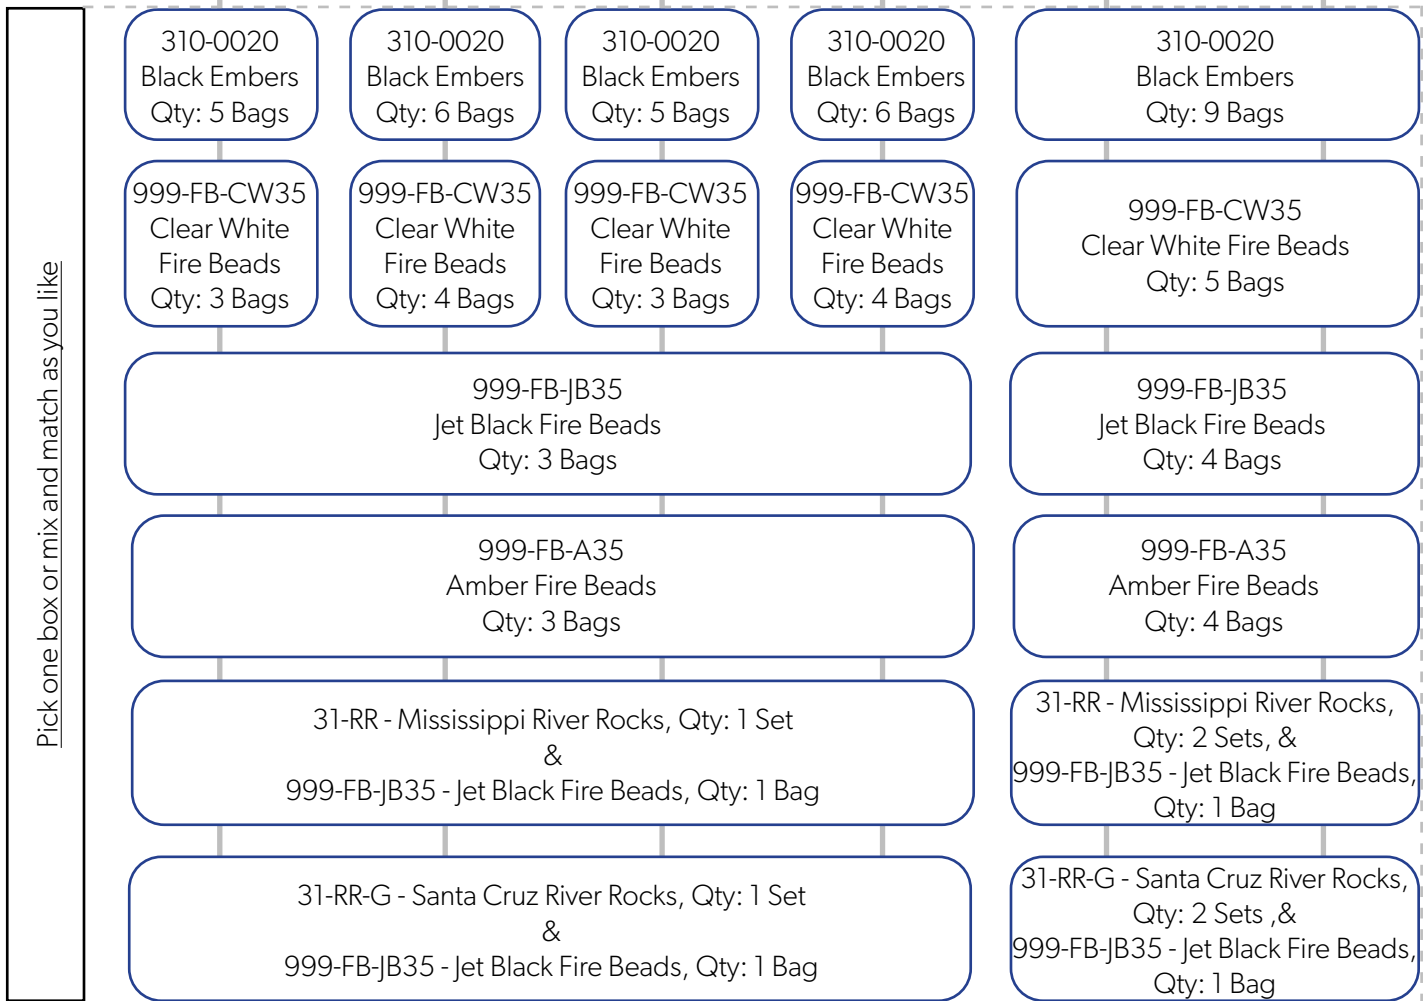 Pick one box or mix and match as you like
310-0020
Black Embers
Qty: 5 Bags
310-0020
Black Embers
Qty: 6 Bags
310-0020
Black Embers
Qty: 5 Bags
310-0020
Black Embers
Qty: 6 Bags
310-0020
Black Embers
Qty: 9 Bags
999-FB-CW35
Clear White
Fire Beads
Qty: 3 Bags
999-FB-CW35
Clear White
Fire Beads
Qty: 4 Bags
999-FB-CW35
Clear White
Fire Beads
Qty: 3 Bags
999-FB-CW35
Clear White
Fire Beads
Qty: 4 Bags
999-FB-CW35
Clear White Fire Beads
Qty: 5 Bags
999-FB-JB35
Jet Black Fire Beads
Qty: 3 Bags
999-FB-JB35
Jet Black Fire Beads
Qty: 4 Bags
999-FB-A35
Amber Fire Beads
Qty: 3 Bags
999-FB-A35
Amber Fire Beads
Qty: 4 Bags
31-RR - Mississippi River Rocks, Qty: 1 Set
&
999-FB-JB35 - Jet Black Fire Beads, Qty: 1 Bag
31-RR - Mississippi River Rocks,
Qty: 2 Sets, &
999-FB-JB35 - Jet Black Fire Beads,
Qty: 1 Bag
31-RR-G - Santa Cruz River Rocks, Qty: 1 Set
&
999-FB-JB35 - Jet Black Fire Beads, Qty: 1 Bag
31-RR-G - Santa Cruz River Rocks,
Qty: 2 Sets ,&
999-FB-JB35 - Jet Black Fire Beads,
Qty: 1 Bag